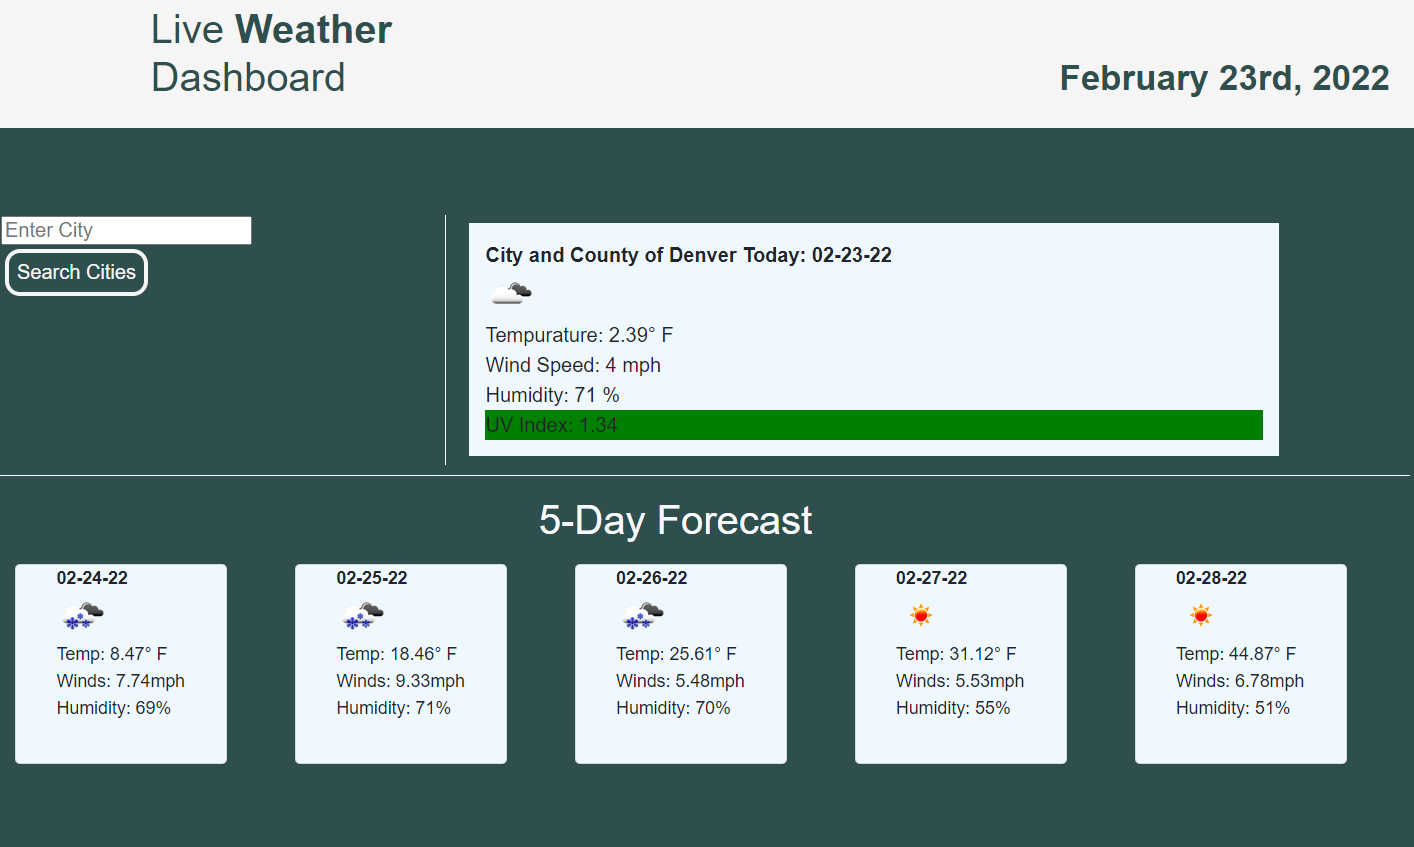 Live Weather
Dashboard
February 23rd, 2022
Enter City
Search Cities
City and County of Denver Today: 02-23-22
Tempurature: 2.39° F
Wind Speed: 4 mph
Humidity: 71 %
UV Index: 1.34
5-Day Forecast
02-24-22
Temp: 8.47° F
Winds: 7.74mph
Humidity: 69%
02-25-22
Temp: 18.46° F
Winds: 9.33mph
Humidity: 71%
02-26-22
Temp: 25.61° F
Winds: 5.48mph
Humidity: 70%
02-27-22
Temp: 31.12° F
Winds: 5.53mph
Humidity: 55%
02-28-22
Temp: 44.87° F
Winds: 6.78mph
Humidity: 51%